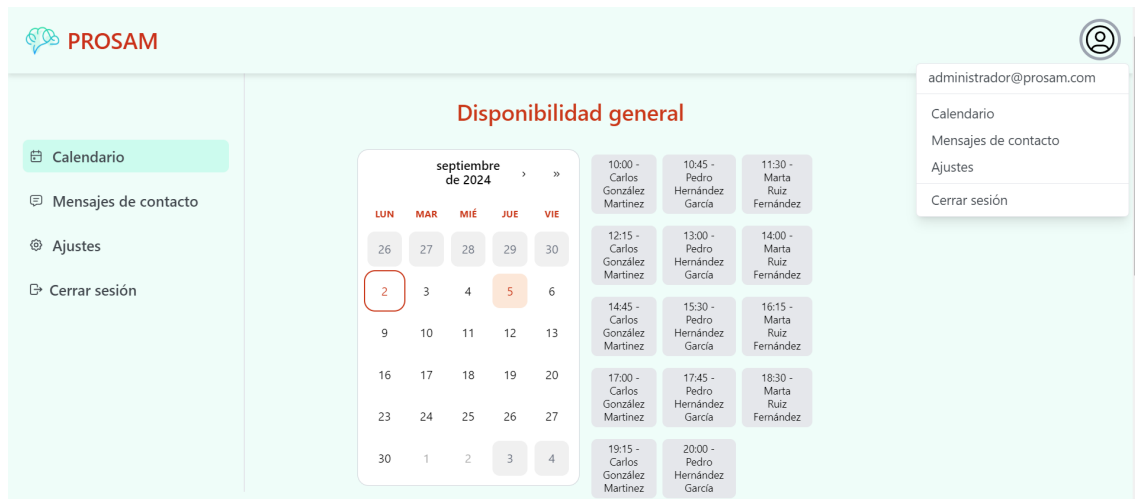 PROSAM
administrador@prosam.com
Calendario
Mensajes de contacto
Ajustes
Cerrar sesión
Calendario
Mensajes de contacto
Ajustes
Cerrar sesión
Disponibilidad general
septiembre
de 2024
›
»
LUN MAR MIÉ JUE VIE
26 27 28 29 30
2 3 4 5 6
9 10 11 12 13
16 17 18 19 20
23 24 25 26 27
30 1 2 3 4
10:00 -
Carlos
González
Martinez
10:45 -
Pedro
Hernández
García
11:30 -
Marta
Ruiz
Fernández
12:15 -
Carlos
González
Martinez
13:00 -
Pedro
Hernández
García
14:00 -
Marta
Ruiz
Fernández
14:45 -
Carlos
González
Martinez
15:30 -
Pedro
Hernández
García
16:15 -
Marta
Ruiz
Fernández
17:00 -
Carlos
González
Martinez
17:45 -
Pedro
Hernández
García
18:30 -
Marta
Ruiz
Fernández
19:15 -
Carlos
González
Martinez
20:00 -
Pedro
Hernández
García